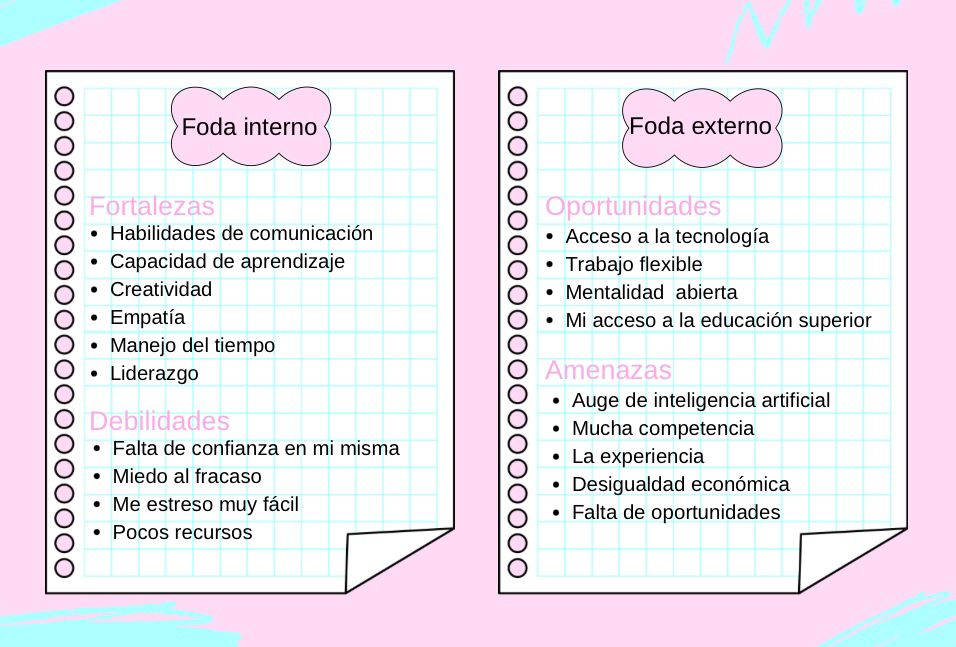 Foda interno
Fortalezas
• Habilidades de comunicación
• Capacidad de aprendizaje
• Creatividad
• Empatía
• Manejo del tiempo
• Liderazgo
Debilidades
• Falta de confianza en mi misma
• Miedo al fracaso
• Me estreso muy fácil
• Pocos recursos
Foda externo
Oportunidades
• Acceso a la tecnología
• Trabajo flexible
• Mentalidad  abierta
• Mi acceso a la educación superior
Amenazas
• Auge de inteligencia artificial
• Mucha competencia
• La experiencia
• Desigualdad económica
• Falta de oportunidades